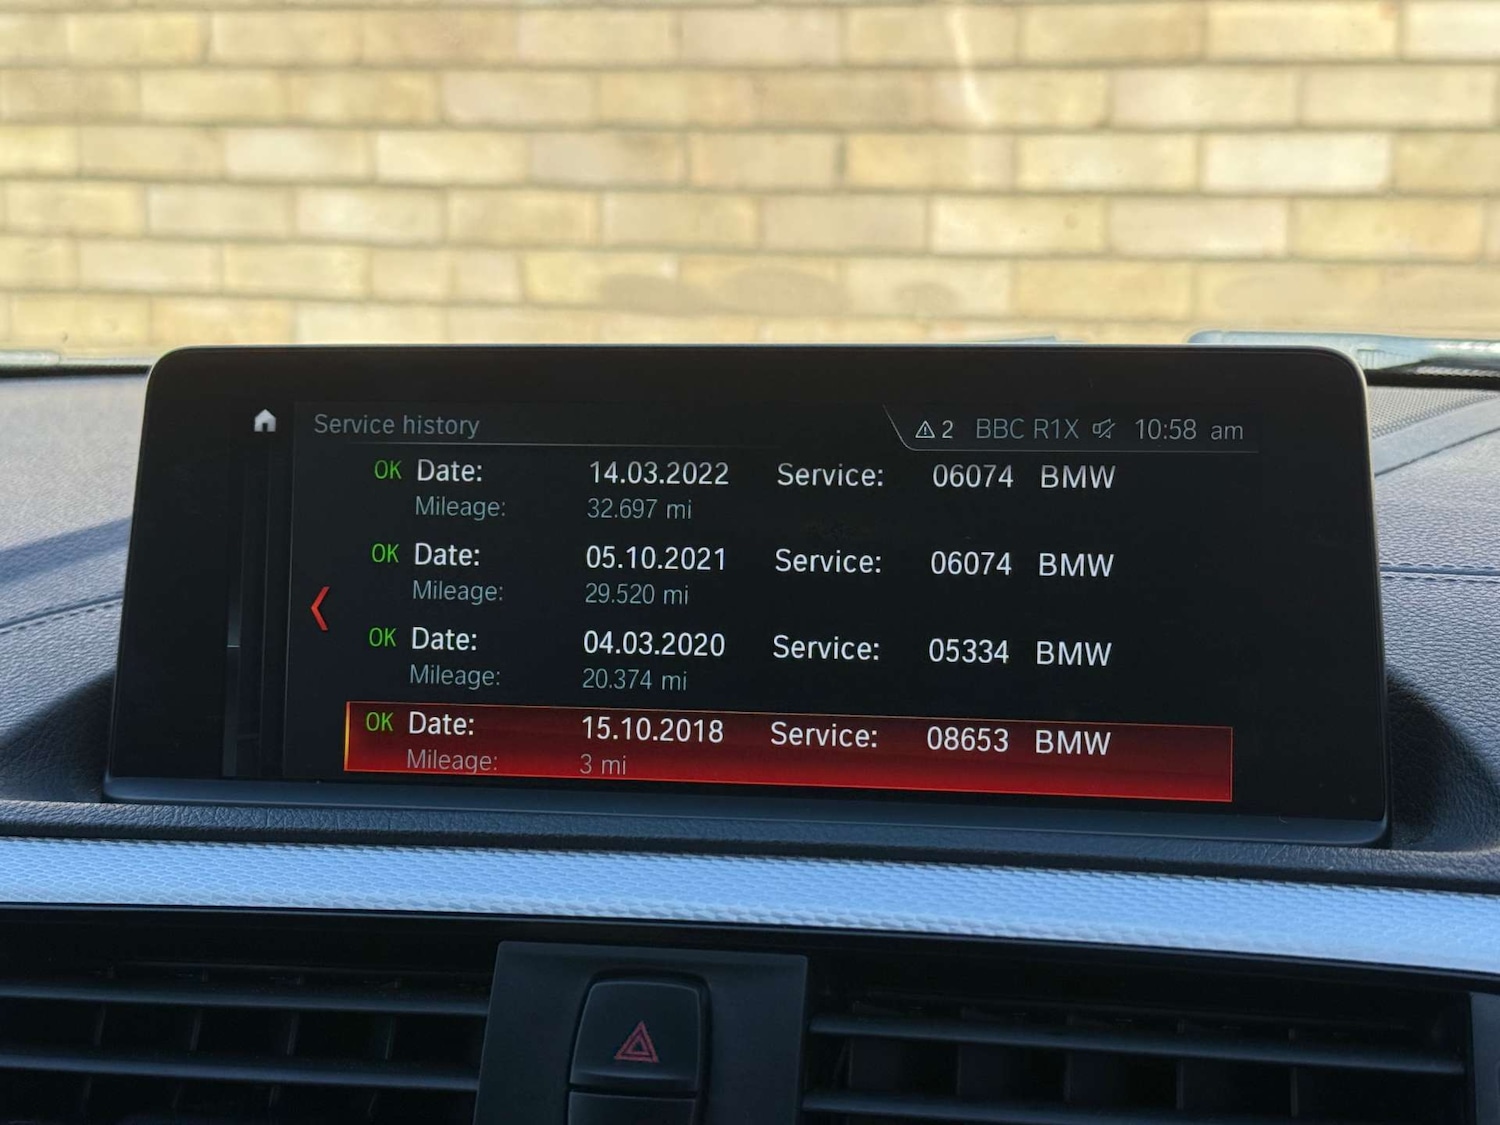 Service history 2 BBC R1X 10:58 am
OK Date: 14.03.2022 Service: 06074 BMW
Mileage: 32.697 mi
OK Date: 05.10.2021 Service: 06074 BMW
Mileage: 29.520 mi
OK Date: 04.03.2020 Service: 05334 BMW
Mileage: 20.374 mi
OK Date: 15.10.2018 Service: 08653 BMW
Mileage: 3 mi